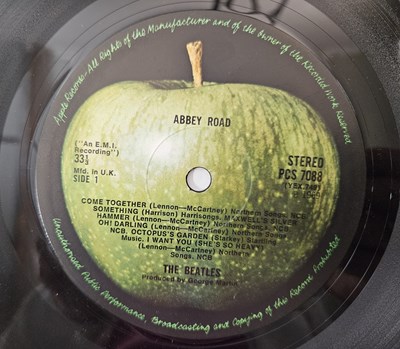 Apple Records-All Rights of the Manufacturer and of the Owner of the Recorded Work Reserved
ABBEY ROAD
("An E.M.I.
Recording")
33⅓
Mfd. in U.K.
SIDE 1
STEREO
PCS 7088
COME TOGETHER (Lennon-McCartney) Northern Songs, NCB
SOMETHING (Harrison) Harrisongs. MAXWELL'S SILVER
HAMMER (Lennon-McCartney) Northern Songs, NCB.
OH! DARLING (Lennon-McCartney) Northern Songs,
NCB. OCTOPUS'S GARDEN (Starkey) Startling
Music. I WANT YOU (SHE'S SO HEAVY)
(Lennon-McCartney) Northern
Songs, NCB
THE BEATLES
Produced by George Martin
Unauthorised Public Performance, Broadcasting and Copying of this Record Prohibited